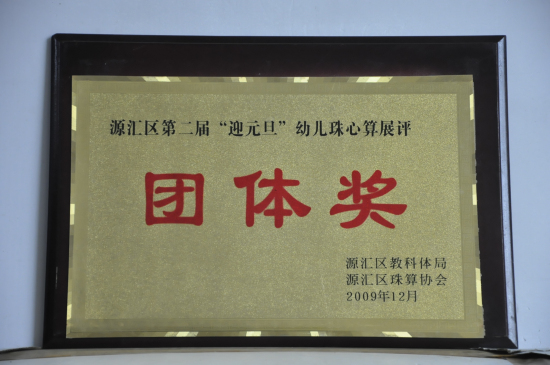 源汇区第二届“迎元旦”幼儿珠心算展评
团体奖
源汇区教科体局
源汇区珠算协会
2009年12月